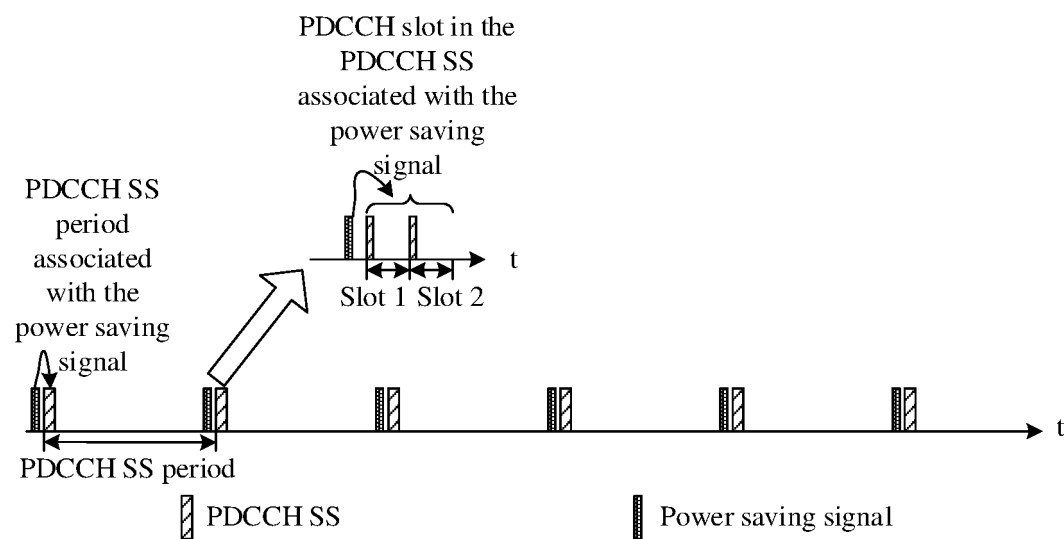 PDCCH slot in the
PDCCH SS
associated with the
power saving
signal
PDCCH SS
period
associated
with the
power saving
signal
t
Slot 1 Slot 2
t
PDCCH SS period
PDCCH SS
Power saving signal